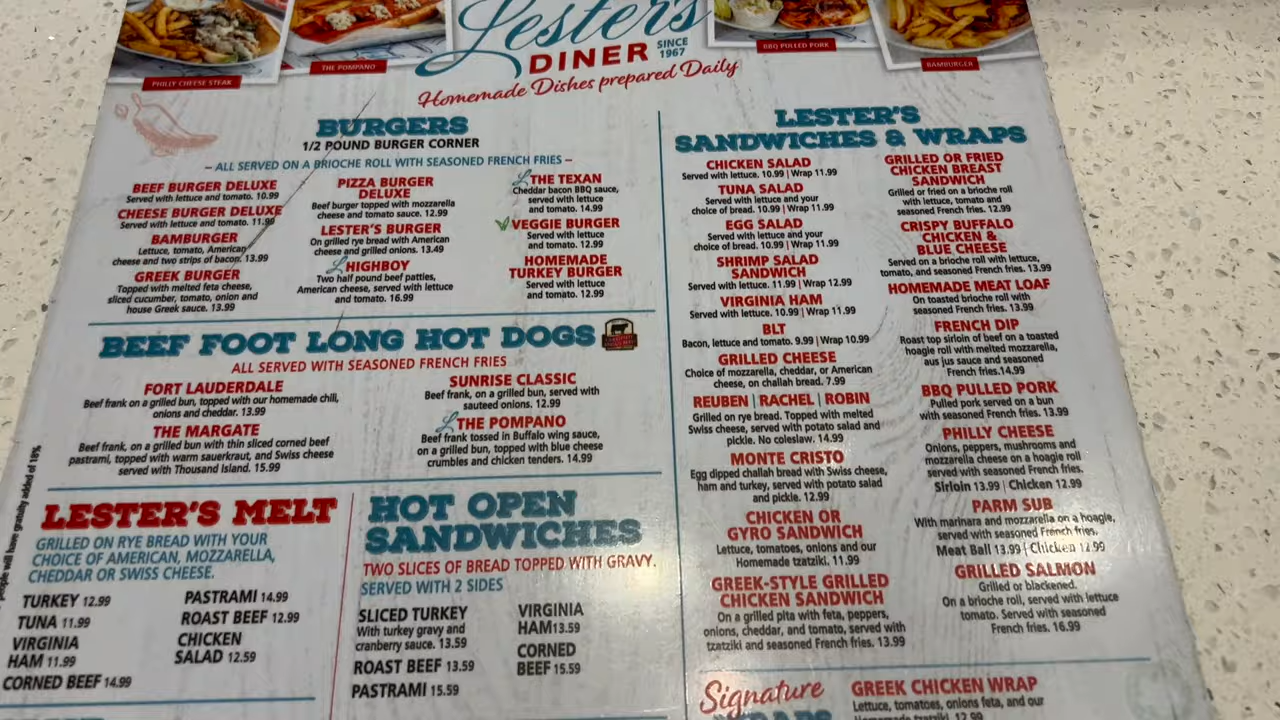 PHILLY CHEESE STEAK
THE POMPANO
Lester's
DINER
SINCE
1967
Homemade Dishes prepared Daily
BBQ PULLED PORK
BAMBURGER
BURGERS
1/2 POUND BURGER CORNER
– ALL SERVED ON A BRIOCHE ROLL WITH SEASONED FRENCH FRIES –
BEEF BURGER DELUXE
Served with lettuce and tomato. 10.99
CHEESE BURGER DELUXE
Served with lettuce and tomato. 11.99
BAMBURGER
Lettuce, tomato, American
cheese and two strips of bacon. 13.99
GREEK BURGER
Topped with melted feta cheese,
sliced cucumber, tomato, onion and
house Greek sauce. 13.99
PIZZA BURGER
DELUXE
Beef burger topped with mozzarella
cheese and tomato sauce. 12.99
LESTER'S BURGER
On grilled rye bread with American
cheese and grilled onions. 13.49
HIGHBOY
Two half pound beef patties,
American cheese, served with lettuce
and tomato. 16.99
THE TEXAN
Cheddar bacon BBQ sauce,
served with lettuce
and tomato. 14.99
VEGGIE BURGER
Served with lettuce
and tomato. 12.99
HOMEMADE
TURKEY BURGER
Served with lettuce
and tomato. 12.99
BEEF FOOT LONG HOT DOGS
ALL SERVED WITH SEASONED FRENCH FRIES
FORT LAUDERDALE
Beef frank on a grilled bun, topped with our homemade chili,
onions and cheddar. 13.99
THE MARGATE
Beef frank, on a grilled bun with thin sliced corned beef
pastrami, topped with warm sauerkraut, and Swiss cheese
served with Thousand Island. 15.99
SUNRISE CLASSIC
Beef frank, on a grilled bun, served with
sauteed onions. 12.99
THE POMPANO
Beef frank tossed in Buffalo wing sauce,
on a grilled bun, topped with blue cheese
crumbles and chicken tenders. 14.99
people will have gratuity added of 18%
LESTER'S MELT
GRILLED ON RYE BREAD WITH YOUR
CHOICE OF AMERICAN, MOZZARELLA,
CHEDDAR OR SWISS CHEESE.
TURKEY 12.99
TUNA 11.99
VIRGINIA
HAM 11.99
CORNED BEEF 14.99
PASTRAMI 14.99
ROAST BEEF 12.99
CHICKEN
SALAD 12.59
HOT OPEN
SANDWICHES
TWO SLICES OF BREAD TOPPED WITH GRAVY.
SERVED WITH 2 SIDES
SLICED TURKEY
With turkey gravy and
cranberry sauce. 13.59
ROAST BEEF 13.59
PASTRAMI 15.59
VIRGINIA
HAM13.59
CORNED
BEEF 15.59
LESTER'S
SANDWICHES & WRAPS
CHICKEN SALAD
Served with lettuce. 10.99 | Wrap 11.99
TUNA SALAD
Served with lettuce and your
choice of bread. 10.99 | Wrap 11.99
EGG SALAD
Served with lettuce and your
choice of bread. 10.99 | Wrap 11.99
SHRIMP SALAD
SANDWICH
Served with lettuce. 11.99 | Wrap 12.99
VIRGINIA HAM
Served with lettuce. 10.99 | Wrap 11.99
BLT
Bacon, lettuce and tomato. 9.99 | Wrap 10.99
GRILLED CHEESE
Choice of mozzarella, cheddar, or American
cheese, on challah bread. 7.99
REUBEN | RACHEL | ROBIN
Grilled on rye bread. Topped with melted
Swiss cheese, served with potato salad and
pickle. No coleslaw. 14.99
MONTE CRISTO
Egg dipped challah bread with Swiss cheese,
ham and turkey, served with potato salad
and pickle. 12.99
CHICKEN OR
GYRO SANDWICH
Lettuce, tomatoes, onions and our
Homemade tzatziki. 11.99
GREEK-STYLE GRILLED
CHICKEN SANDWICH
On a grilled pita with feta, peppers,
onions, cheddar, and tomato, served with
tzatziki and seasoned French fries. 13.99
GRILLED OR FRIED
CHICKEN BREAST
SANDWICH
Grilled or fried on a brioche roll
with lettuce, tomato and
seasoned French fries. 12.99
CRISPY BUFFALO
CHICKEN &
BLUE CHEESE
Served on a brioche roll with lettuce,
tomato, and seasoned French fries. 13.99
HOMEMADE MEAT LOAF
On toasted brioche roll with
seasoned French fries. 13.99
FRENCH DIP
Roast top sirloin of beef on a toasted
hoagie roll with melted mozzarella,
aus jus sauce and seasoned
French fries.14.99
BBQ PULLED PORK
Pulled pork served on a bun
with seasoned French fries. 13.99
PHILLY CHEESE
Onions, peppers, mushrooms and
mozzarella cheese on a hoagie roll
served with seasoned French fries.
Sirloin 13.99 | Chicken 12.99
PARM SUB
With marinara and mozzarella on a hoagie,
served with seasoned French fries.
Meat Ball 13.99 | Chicken 12.99
GRILLED SALMON
Grilled or blackened.
On a brioche roll, served with lettuce
tomato. Served with seasoned
French fries. 16.99
Signature
WRAPS
GREEK CHICKEN WRAP
Lettuce, tomatoes, onions feta, and our
Homemade tzatziki. 12.99